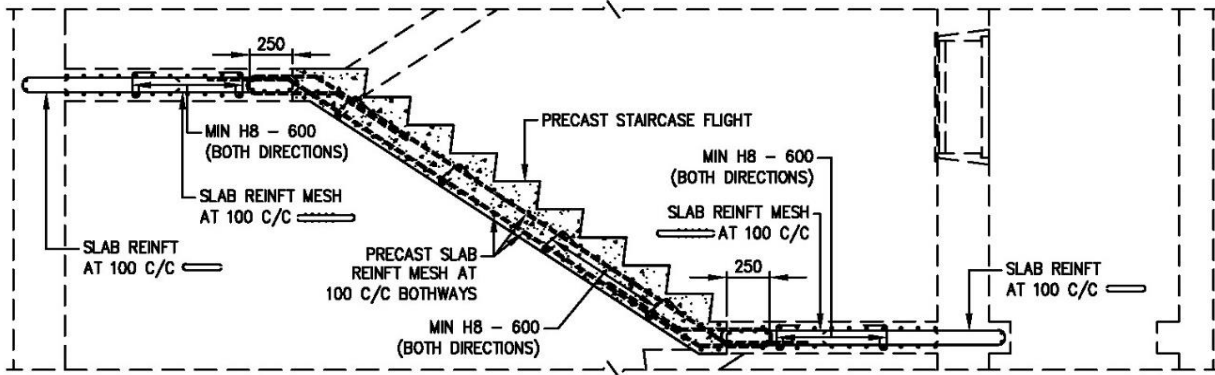 250
MIN H8 - 600
(BOTH DIRECTIONS)
SLAB REINFT MESH
AT 100 C/C
SLAB REINFT
AT 100 C/C
PRECAST STAIRCASE FLIGHT
PRECAST SLAB
REINFT MESH AT
100 C/C BOTHWAYS
MIN H8 - 600
(BOTH DIRECTIONS)
MIN H8 - 600
(BOTH DIRECTIONS)
SLAB REINFT MESH
AT 100 C/C
250
SLAB REINFT
AT 100 C/C